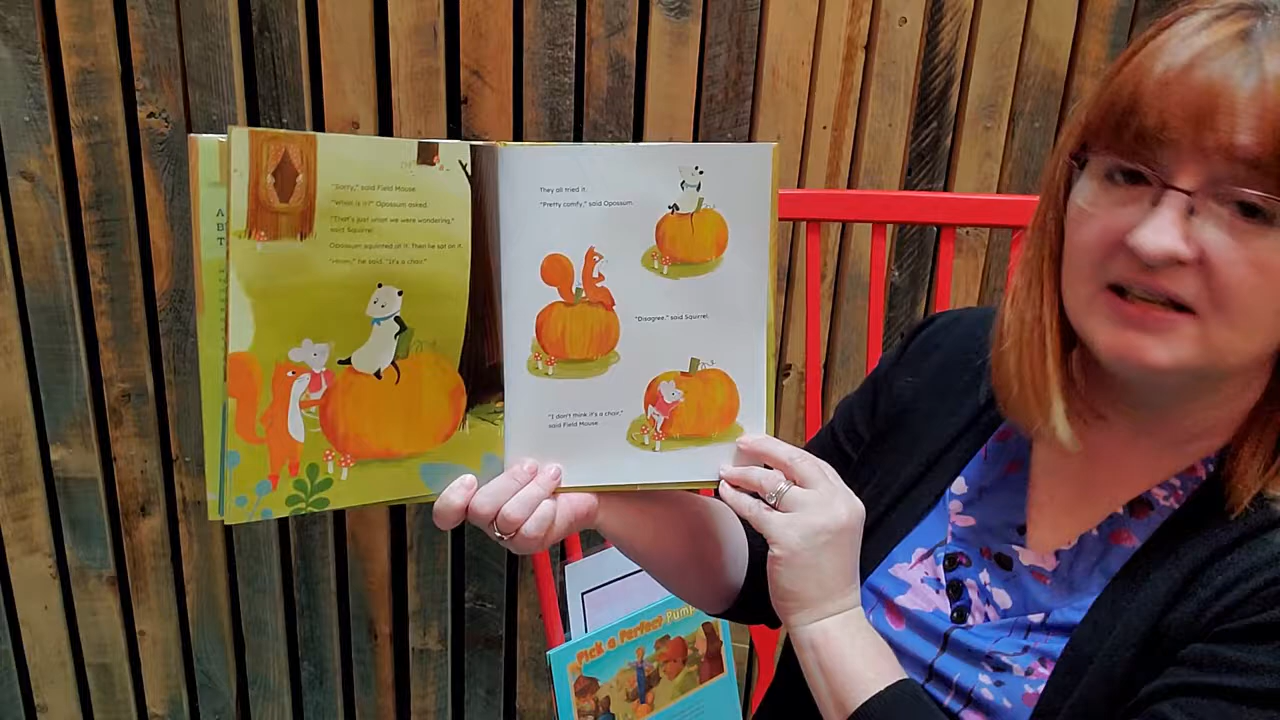 A
B
T
"Sorry," said Field Mouse.
"What is it?" Opossum asked.
"That's just what we were wondering,"
said Squirrel.
Opossum squinted at it. Then he sat on it.
"Hmm," he said. "It's a chair."
They all tried it.
"Pretty comfy," said Opossum.
"Disagree," said Squirrel.
"I don't think it's a chair,"
said Field Mouse.
Pick a Perfect Pump